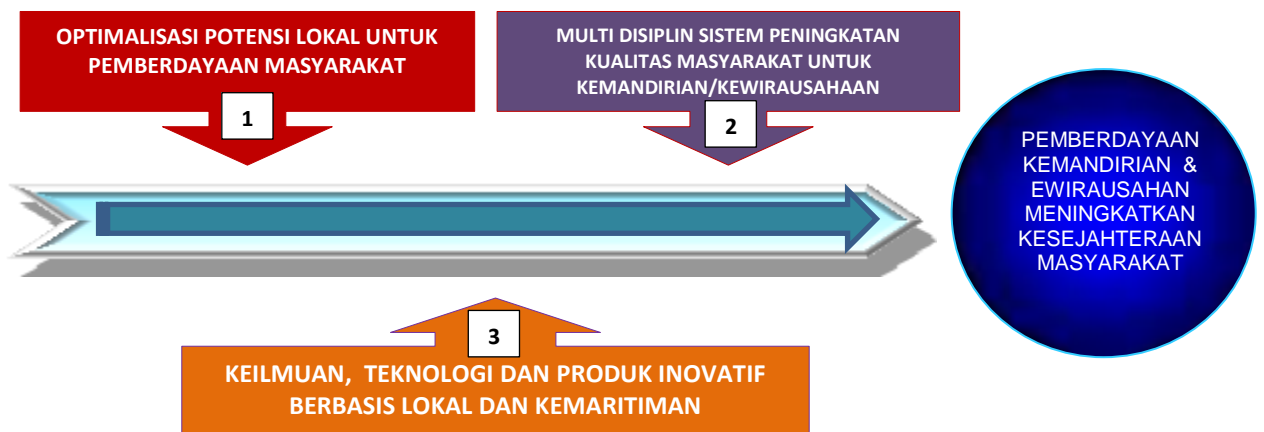 OPTIMALISASI POTENSI LOKAL UNTUK
PEMBERDAYAAN MASYARAKAT
1
MULTI DISIPLIN SISTEM PENINGKATAN
KUALITAS MASYARAKAT UNTUK
KEMANDIRIAN/KEWIRAUSAHAAN
2
PEMBERDAYAAN
KEMANDIRIAN &
EWIRAUSAHAN
MENINGKATKAN
KESEJAHTERAAN
MASYARAKAT
3
KEILMUAN, TEKNOLOGI DAN PRODUK INOVATIF
BERBASIS LOKAL DAN KEMARITIMAN